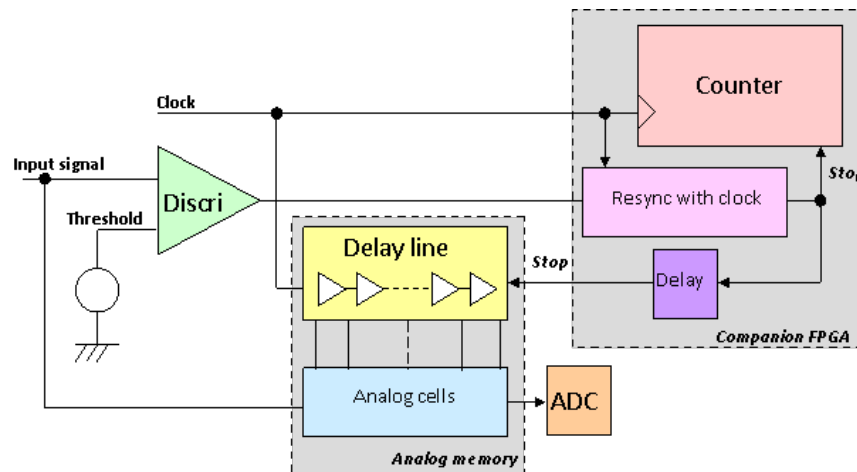 Clock
Counter
Input signal
Discri
Resync with clock
Stop
Threshold
Delay line
Stop
Delay
Companion FPGA
Analog cells
ADC
Analog memory